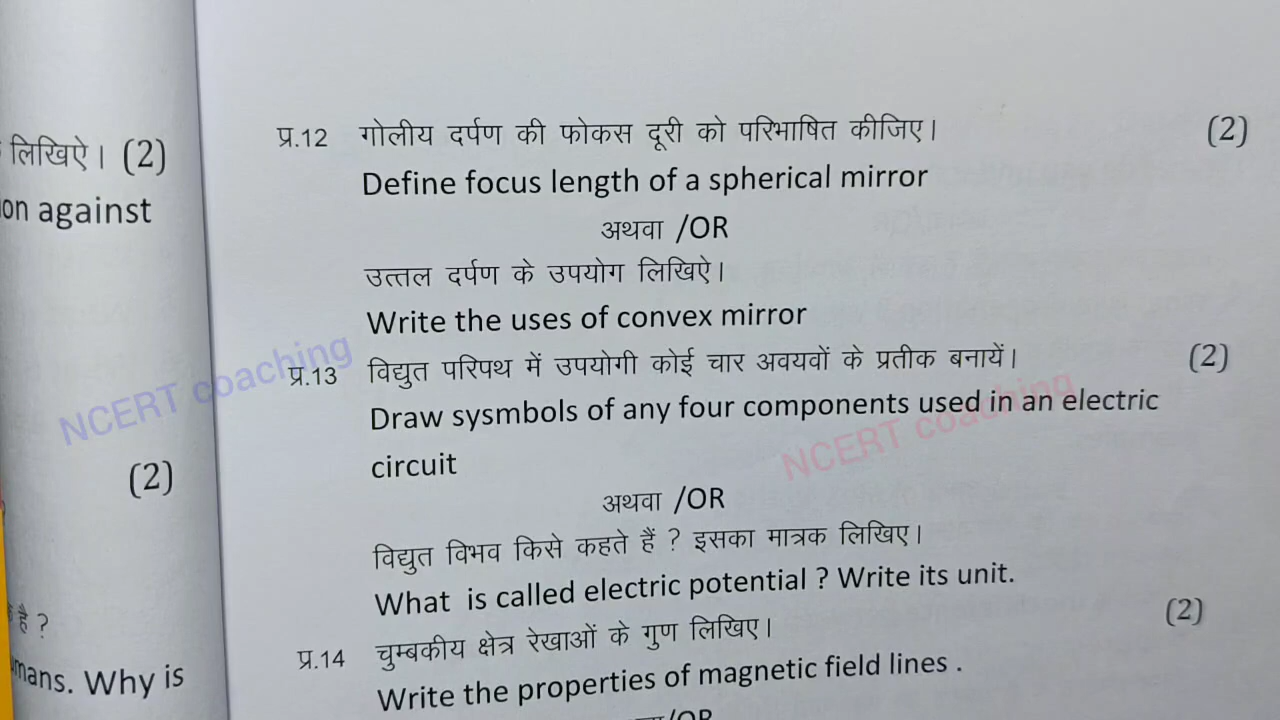 लिखिऐ। (2)
on against
(2)
है ?
mans. Why is
प्र.12 गोलीय दर्पण की फोकस दूरी को परिभाषित कीजिए। (2)
Define focus length of a spherical mirror
अथवा /OR
उत्तल दर्पण के उपयोग लिखिऐ।
Write the uses of convex mirror
प्र.13 विद्युत परिपथ में उपयोगी कोई चार अवयवों के प्रतीक बनायें। (2)
Draw sysmbols of any four components used in an electric
circuit
अथवा /OR
विद्युत विभव किसे कहते हैं ? इसका मात्रक लिखिए।
What is called electric potential ? Write its unit.
प्र.14 चुम्बकीय क्षेत्र रेखाओं के गुण लिखिए। (2)
Write the properties of magnetic field lines .
/OR
NCERT coaching
NCERT coaching